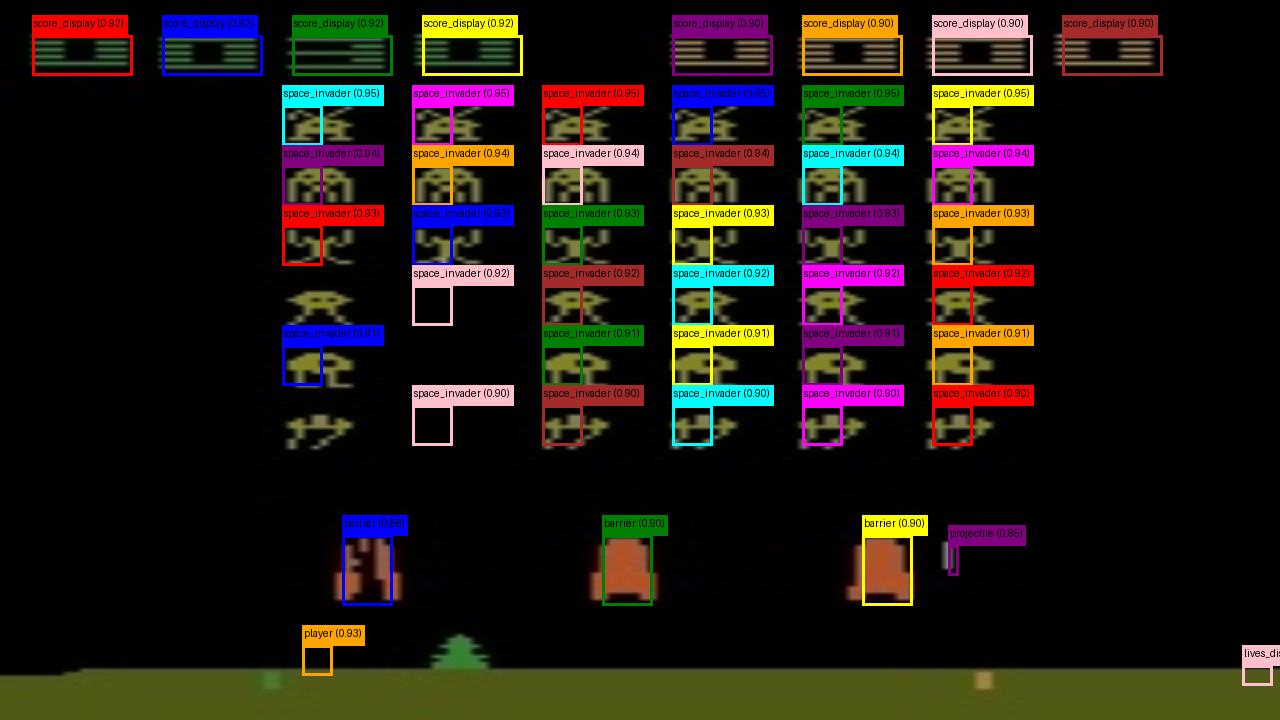 score_display (0.92) score_display (0.92) score_display (0.92) score_display (0.92) score_display (0.90) score_display (0.90) score_display (0.90) score_display (0.90)
space_invader (0.95) space_invader (0.95) space_invader (0.95) space_invader (0.95) space_invader (0.95) space_invader (0.95)
space_invader (0.94) space_invader (0.94) space_invader (0.94) space_invader (0.94) space_invader (0.94) space_invader (0.94)
space_invader (0.93) space_invader (0.93) space_invader (0.93) space_invader (0.93) space_invader (0.93) space_invader (0.93)
space_invader (0.92) space_invader (0.92) space_invader (0.92) space_invader (0.92) space_invader (0.92)
space_invader (0.91) space_invader (0.91) space_invader (0.91) space_invader (0.91) space_invader (0.91)
space_invader (0.90) space_invader (0.90) space_invader (0.90) space_invader (0.90) space_invader (0.90)
barrier (0.88) barrier (0.90) barrier (0.90)
projectile (0.85)
player (0.93)
lives_dis